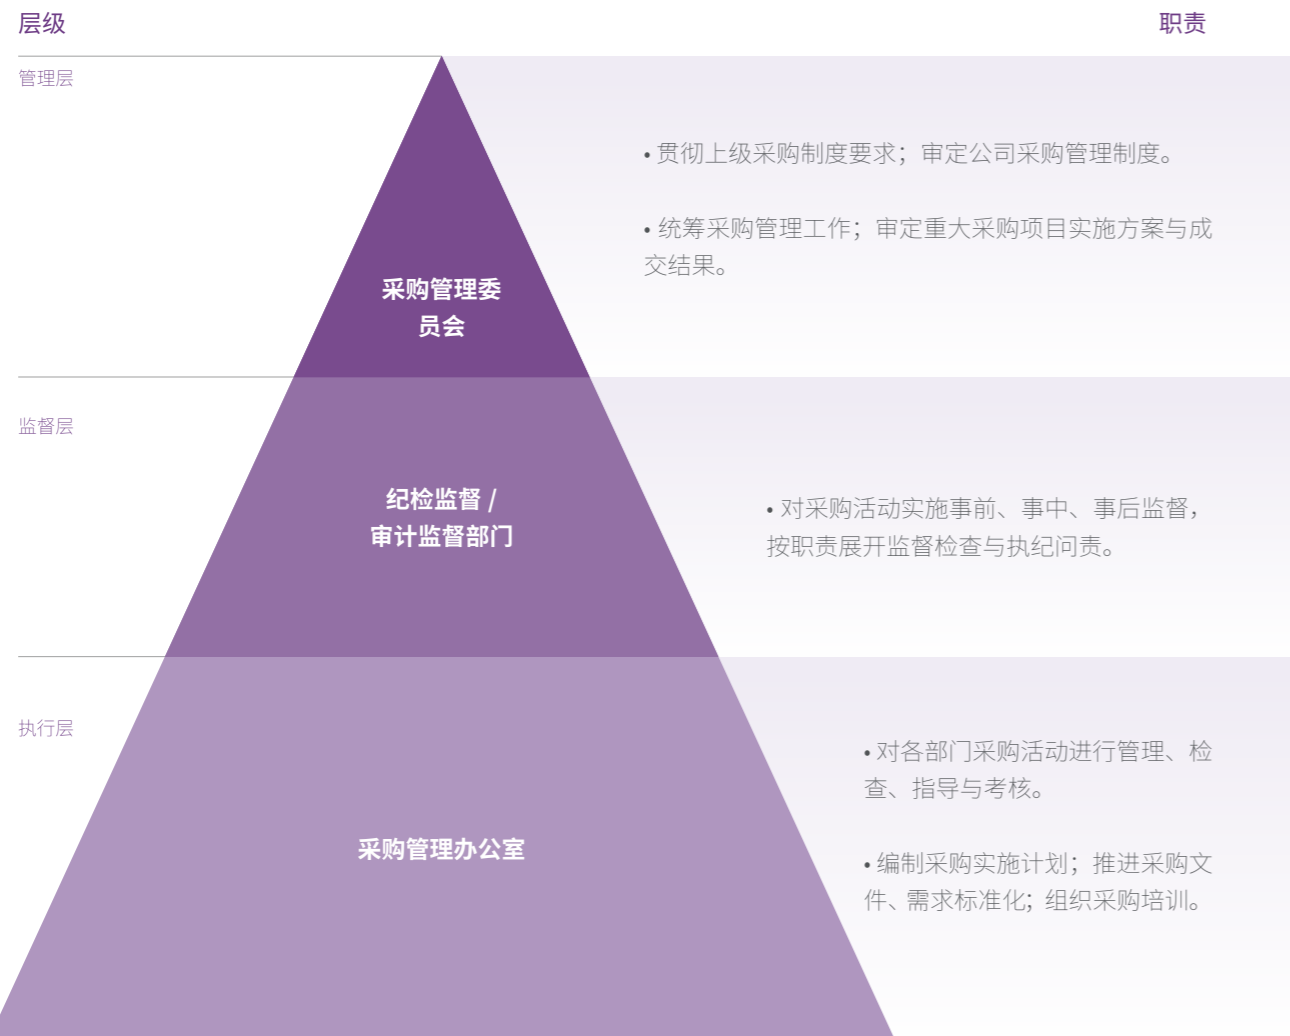 层级
职责
管理层
采购管理委
员会
• 贯彻上级采购制度要求；审定公司采购管理制度。
• 统筹采购管理工作；审定重大采购项目实施方案与成
交结果。
监督层
纪检监督 /
审计监督部门
• 对采购活动实施事前、事中、事后监督，
按职责展开监督检查与执纪问责。
执行层
采购管理办公室
• 对各部门采购活动进行管理、检
查、指导与考核。
• 编制采购实施计划；推进采购文
件、需求标准化；组织采购培训。